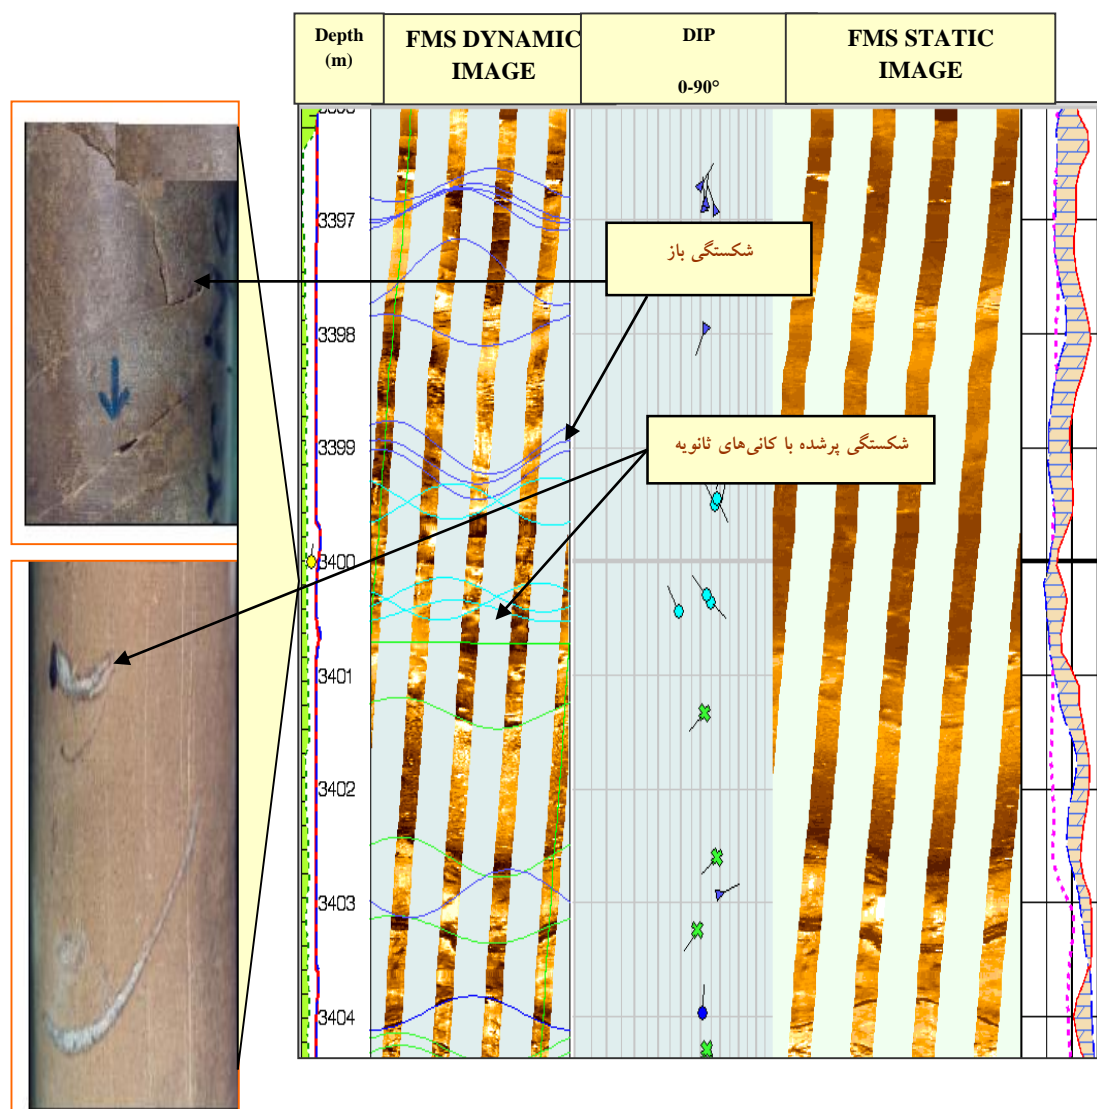 Depth
(m)
FMS DYNAMIC
IMAGE
DIP
0-90°
FMS STATIC
IMAGE
3397
شکستگی باز
3398
3399
شکستگی پرشده با کانی‌های ثانویه
3400
3401
3402
3403
3404